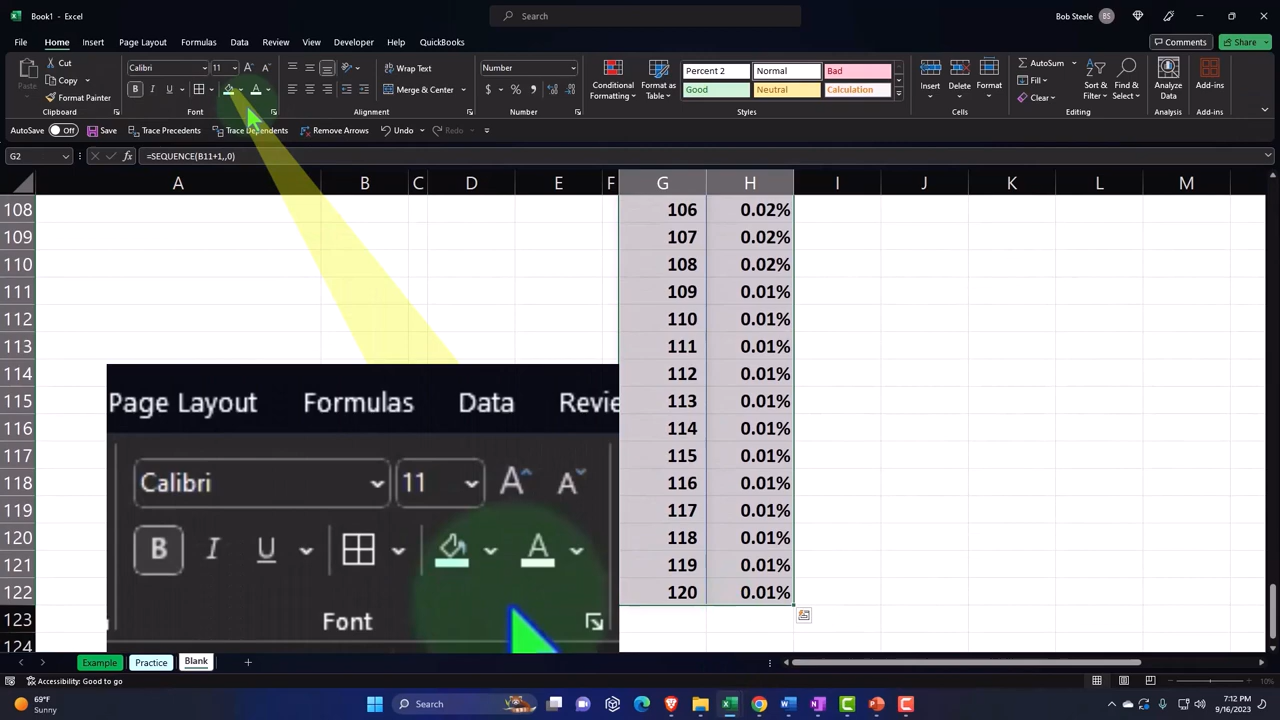 Book1 - Excel
Search
Bob Steele
BS
File
Home
Insert
Page Layout
Formulas
Data
Review
View
Developer
Automate
Help
QuickBooks
Comments
Share
Cut
Copy
Format Painter
Clipboard
Calibri
11
Font
Wrap Text
Merge & Center
Alignment
Number
Number
Conditional
Formatting
Format as
Table
Percent 2
Normal
Bad
Good
Neutral
Calculation
Styles
Insert
Delete
Format
Cells
AutoSum
Fill
Clear
Editing
Analyze
Data
Analysis
Add-ins
Add-ins
AutoSave Off
Save
Trace Precedents
Trace Dependents
Remove Arrows
Undo
Redo
G2
=SEQUENCE(B11+1,,0)
A B C D E F G H I J K L M
108 106 0.02%
109 107 0.02%
110 108 0.02%
111 109 0.01%
112 110 0.01%
113 111 0.01%
114 112 0.01%
115 113 0.01%
116 114 0.01%
117 115 0.01%
118 116 0.01%
119 117 0.01%
120 118 0.01%
121 119 0.01%
122 120 0.01%
123
124
Page Layout Formulas Data Revie
Calibri 11 A A
B I U A
Font
Example
Practice
Blank
Accessibility: Good to go
10%
69°F
Sunny
Search
7:12 PM
9/16/2023